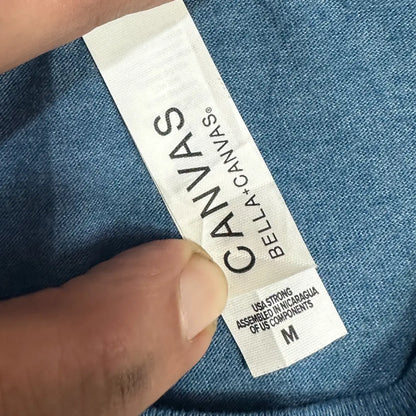 CANVAS
BELLA+CANVAS®
USA STRONG
ASSEMBLED IN NICARAGUA
OF US COMPONENTS
M